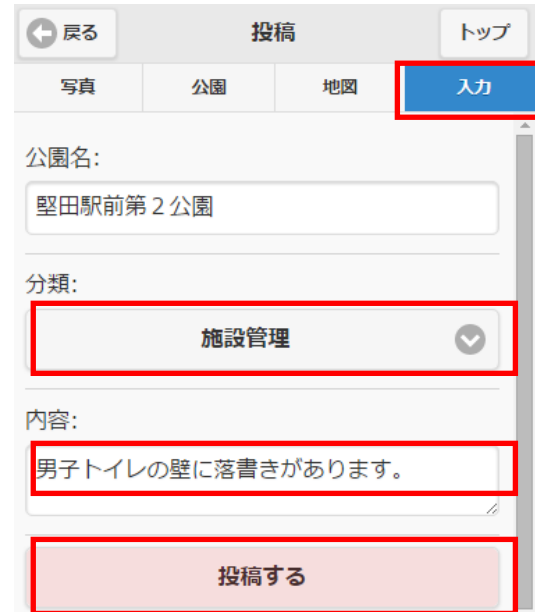 戻る 投稿 トップ
写真 公園 地図 入力
公園名:
堅田駅前第２公園
分類:
施設管理
内容:
男子トイレの壁に落書きがあります。
投稿する